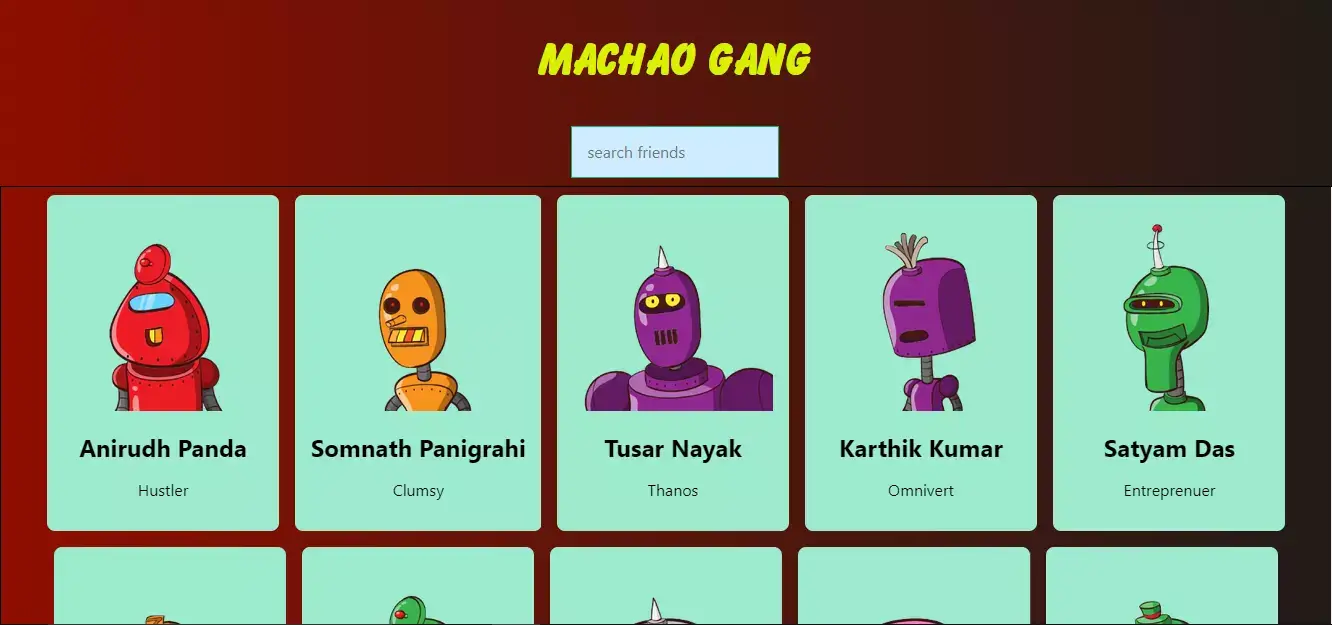 MACHAO GANG
search friends
Anirudh Panda
Somnath Panigrahi
Tusar Nayak
Karthik Kumar
Satyam Das
Hustler
Clumsy
Thanos
Omnivert
Entreprenuer